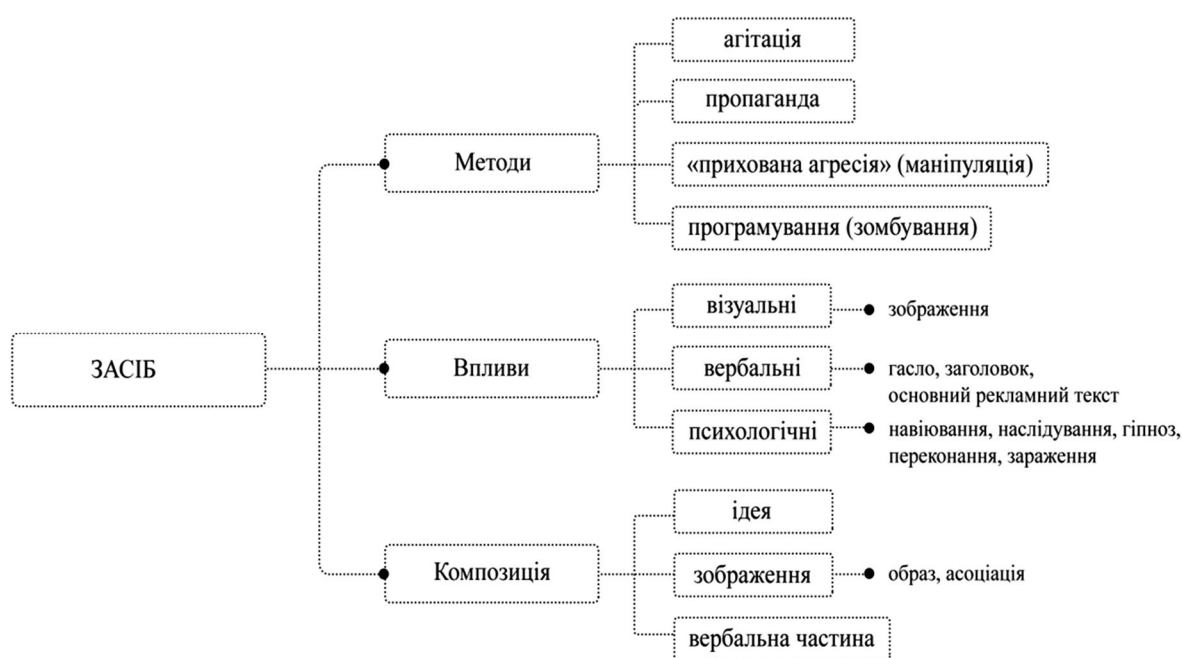 ЗАСІБ
Методи
агітація
пропаганда
«прихована агресія» (маніпуляція)
програмування (зомбування)
Впливи
візуальні
зображення
вербальні
гасло, заголовок,
основний рекламний текст
психологічні
навіювання, наслідування, гіпноз,
переконання, зараження
Композиція
ідея
зображення
образ, асоціація
вербальна частина